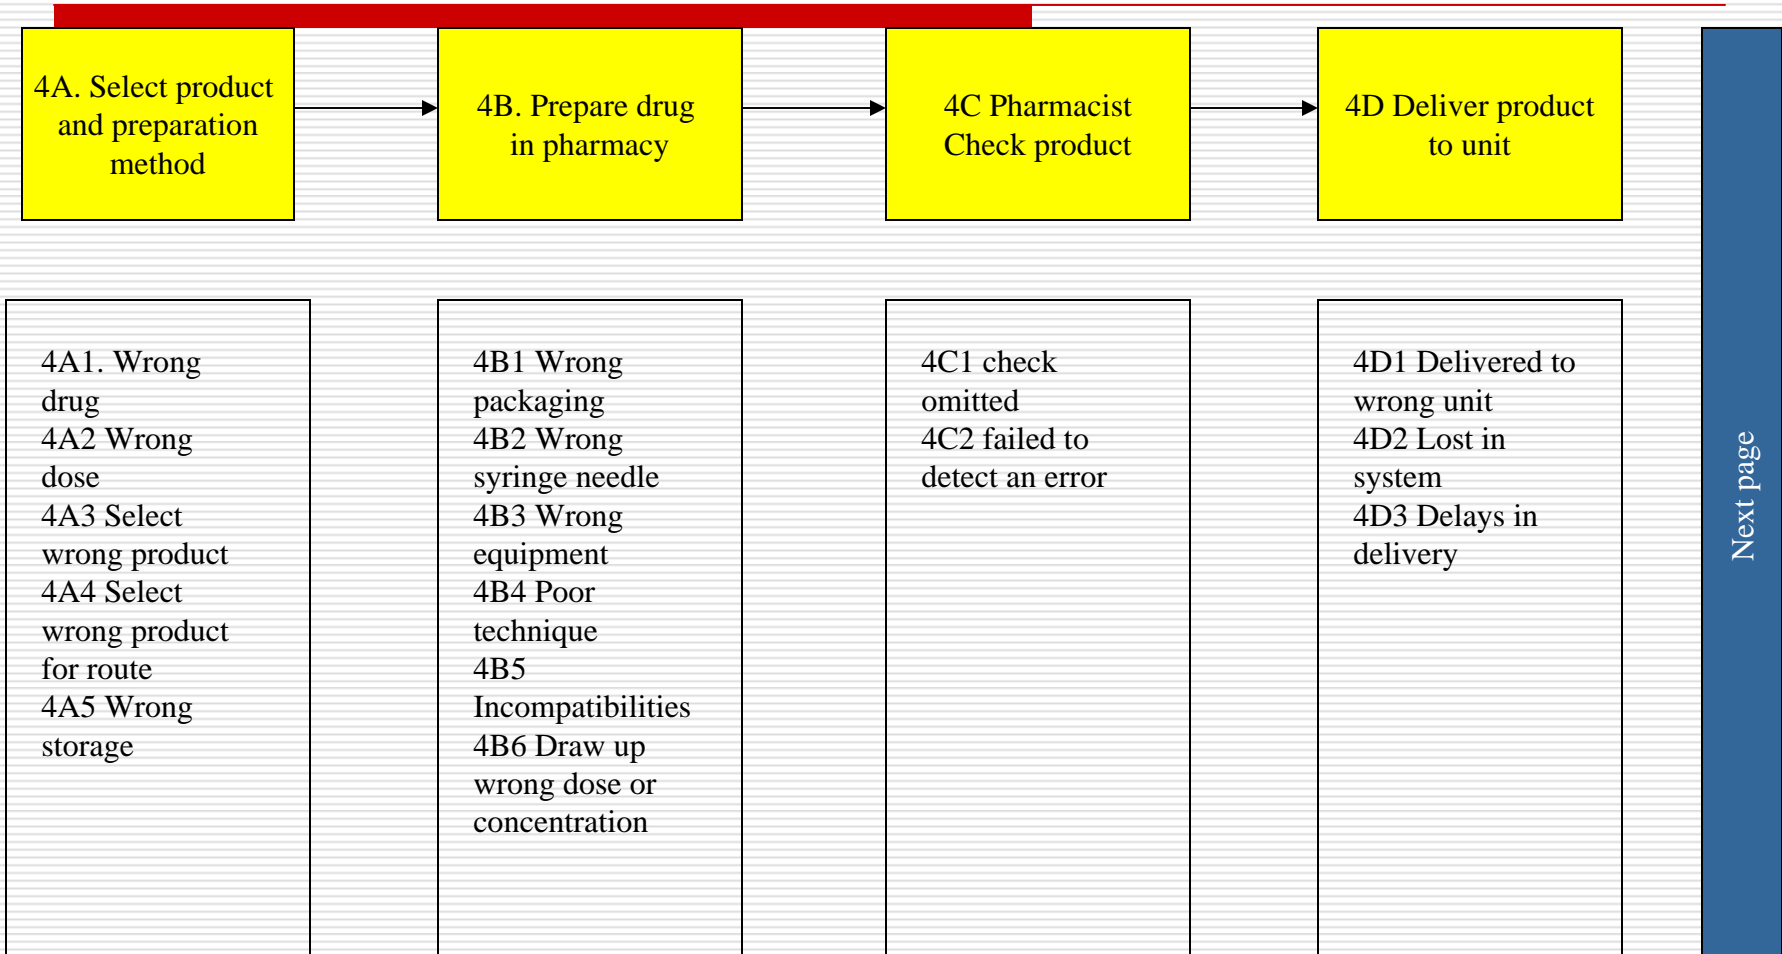 4A. Select product
and preparation
method
4B. Prepare drug
in pharmacy
4C Pharmacist
Check product
4D Deliver product
to unit
4A1. Wrong
drug
4A2 Wrong
dose
4A3 Select
wrong product
4A4 Select
wrong product
for route
4A5 Wrong
storage
4B1 Wrong
packaging
4B2 Wrong
syringe needle
4B3 Wrong
equipment
4B4 Poor
technique
4B5
Incompatibilities
4B6 Draw up
wrong dose or
concentration
4C1 check
omitted
4C2 failed to
detect an error
4D1 Delivered to
wrong unit
4D2 Lost in
system
4D3 Delays in
delivery
Next page